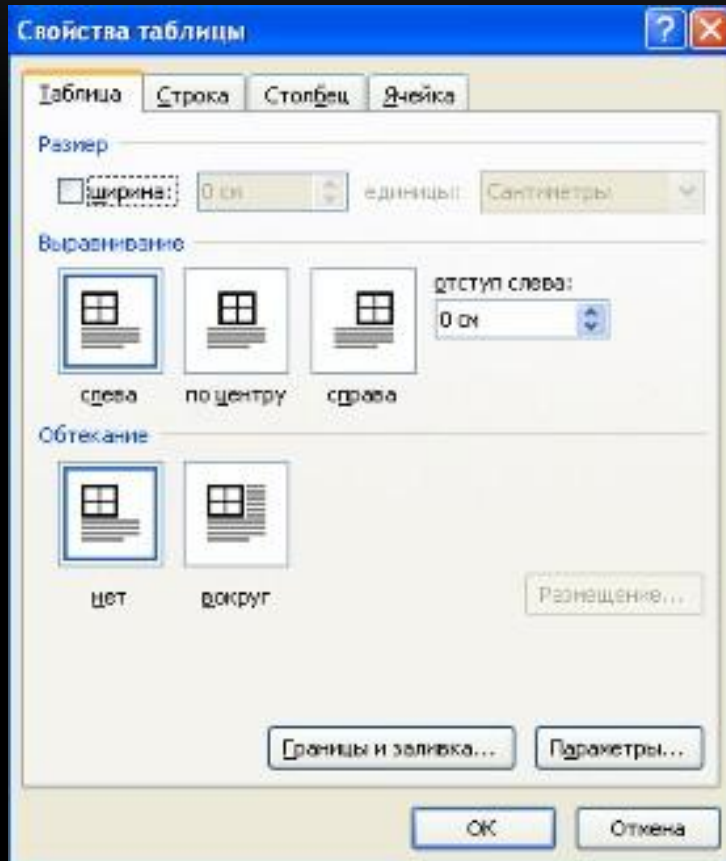 Свойства таблицы
Таблица Строка Столбец Ячейка
Размер
ширина: 0 см единицы: Сантиметры
Выравнивание
отступ слева:
0 см
слева по центру справа
Обтекание
нет вокруг
Размещение...
Границы и заливка... Параметры...
ОК Отмена